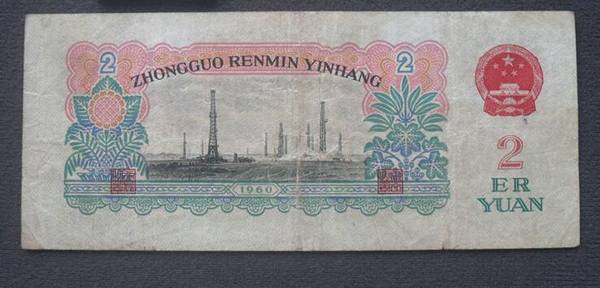 2 2
ZHONGGUO RENMIN YINHANG
1960
2
ER
YUAN